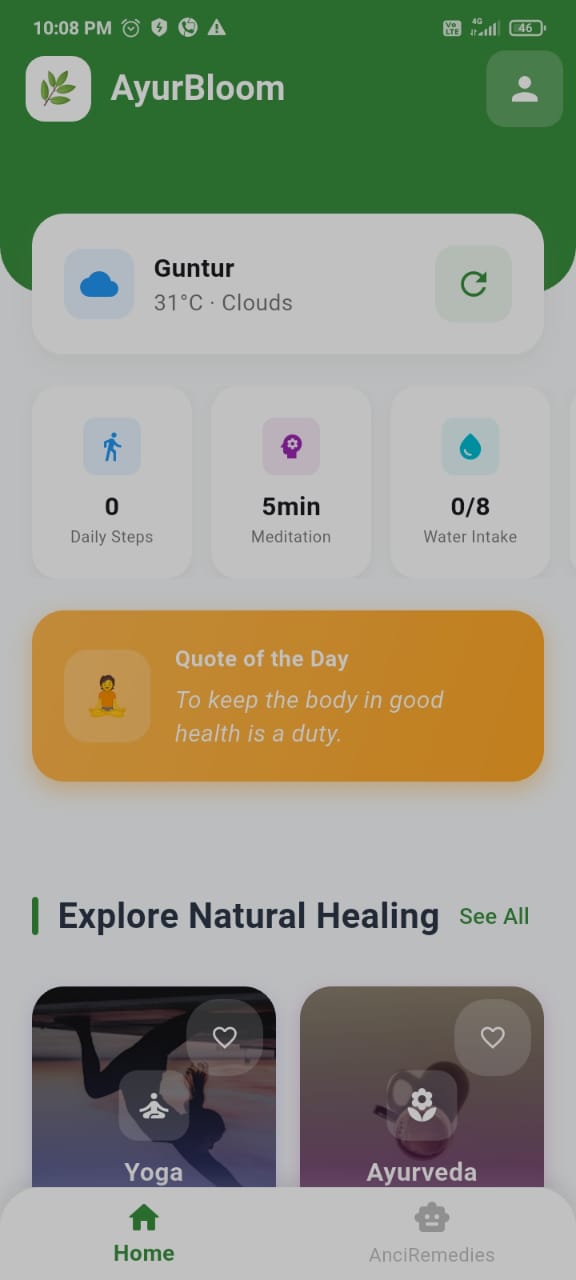 10:08 PM
Vo
LTE
4G
46
AyurBloom
Guntur
31°C · Clouds
0
Daily Steps
5min
Meditation
0/8
Water Intake
Quote of the Day
To keep the body in good
health is a duty.
Explore Natural Healing
See All
Yoga
Ayurveda
Home
AnciRemedies